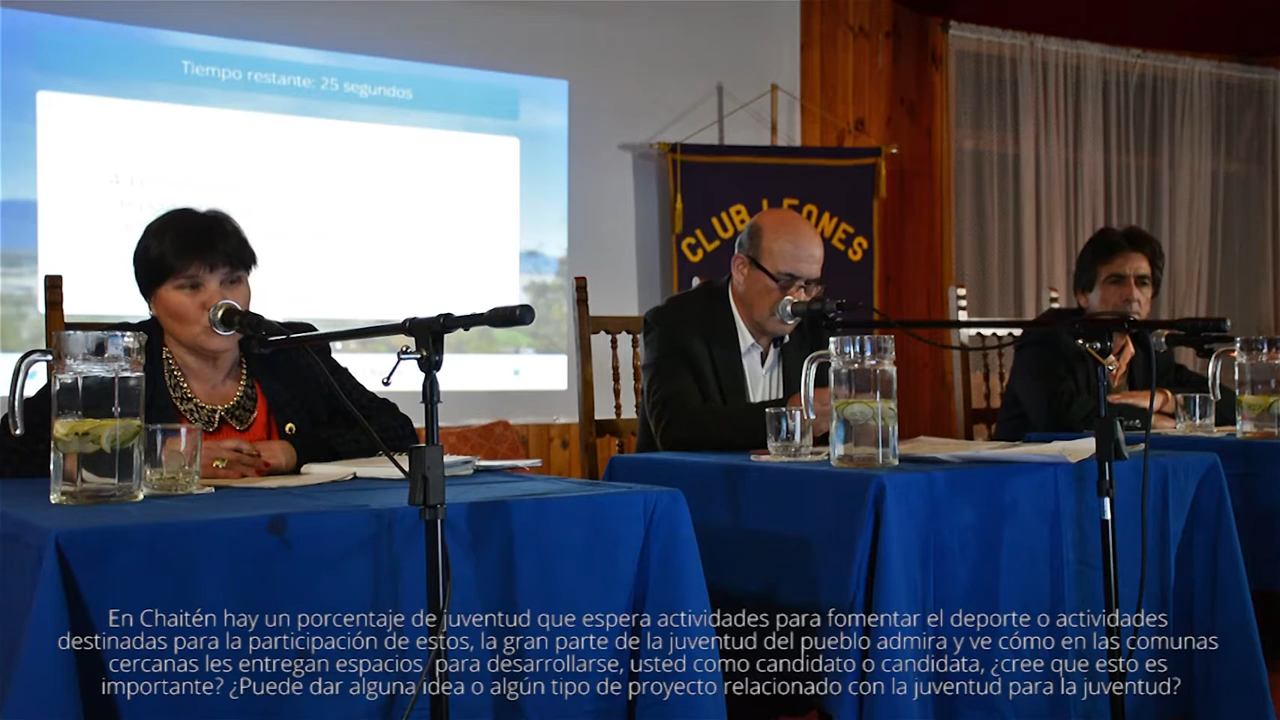 Tiempo restante: 25 segundos
CLUB LEONES
En Chaitén hay un porcentaje de juventud que espera actividades para fomentar el deporte o actividades
destinadas para la participación de estos, la gran parte de la juventud del pueblo admira y ve cómo en las comunas
cercanas les entregan espacios para desarrollarse, usted como candidato o candidata, ¿cree que esto es
importante? ¿Puede dar alguna idea o algún tipo de proyecto relacionado con la juventud para la juventud?